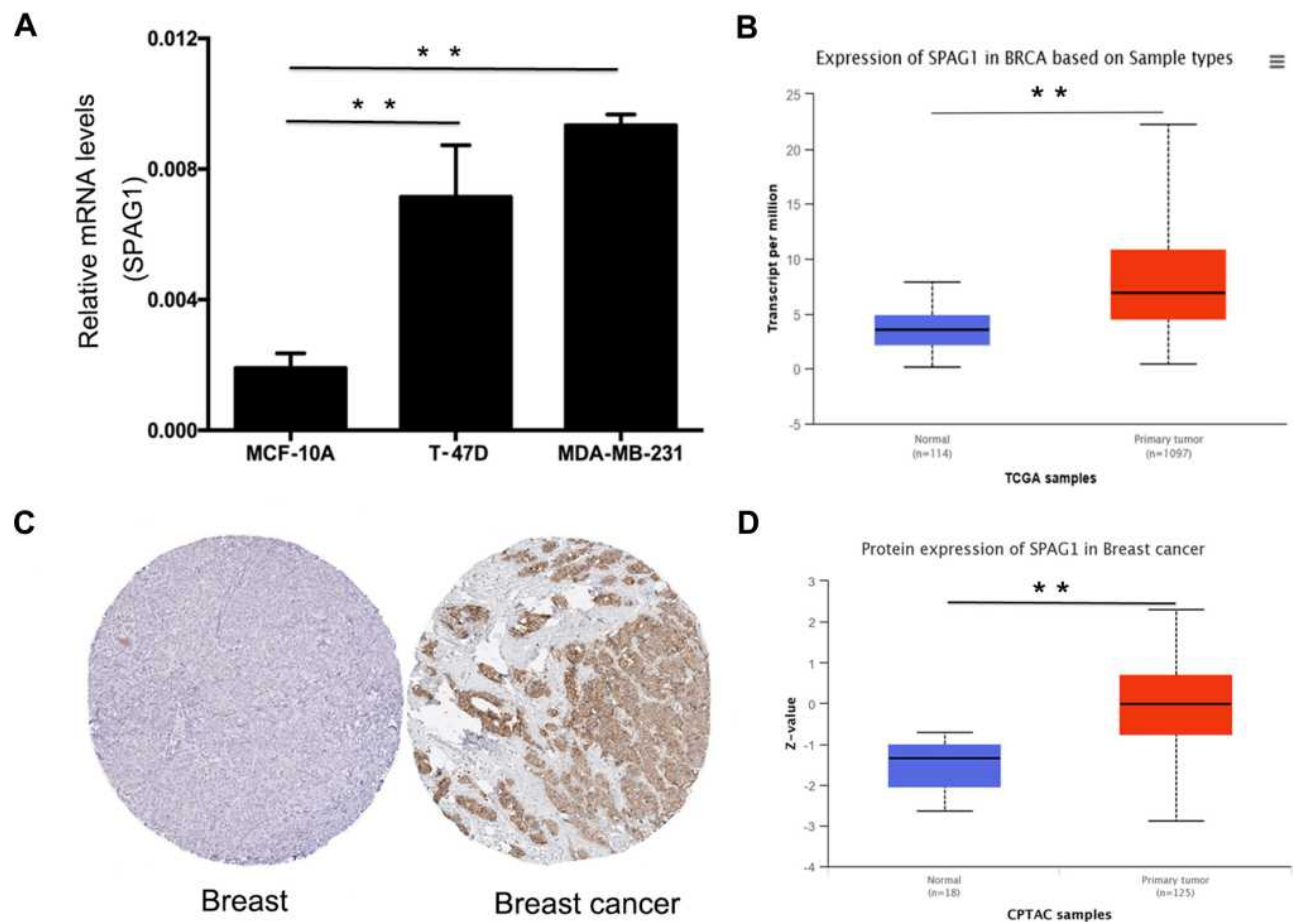 A
Relative mRNA levels
(SPAG1)
0.012
0.008
0.004
0.000
* *
* *
MCF-10A
T-47D
MDA-MB-231
B
Expression of SPAG1 in BRCA based on Sample types
* *
Transcript per million
25
20
15
10
5
0
-5
Normal
(n=114)
Primary tumor
(n=1097)
TCGA samples
C
Breast
Breast cancer
D
Protein expression of SPAG1 in Breast cancer
* *
Z-value
3
2
1
0
-1
-2
-3
-4
Normal
(n=18)
Primary tumor
(n=125)
CPTAC samples